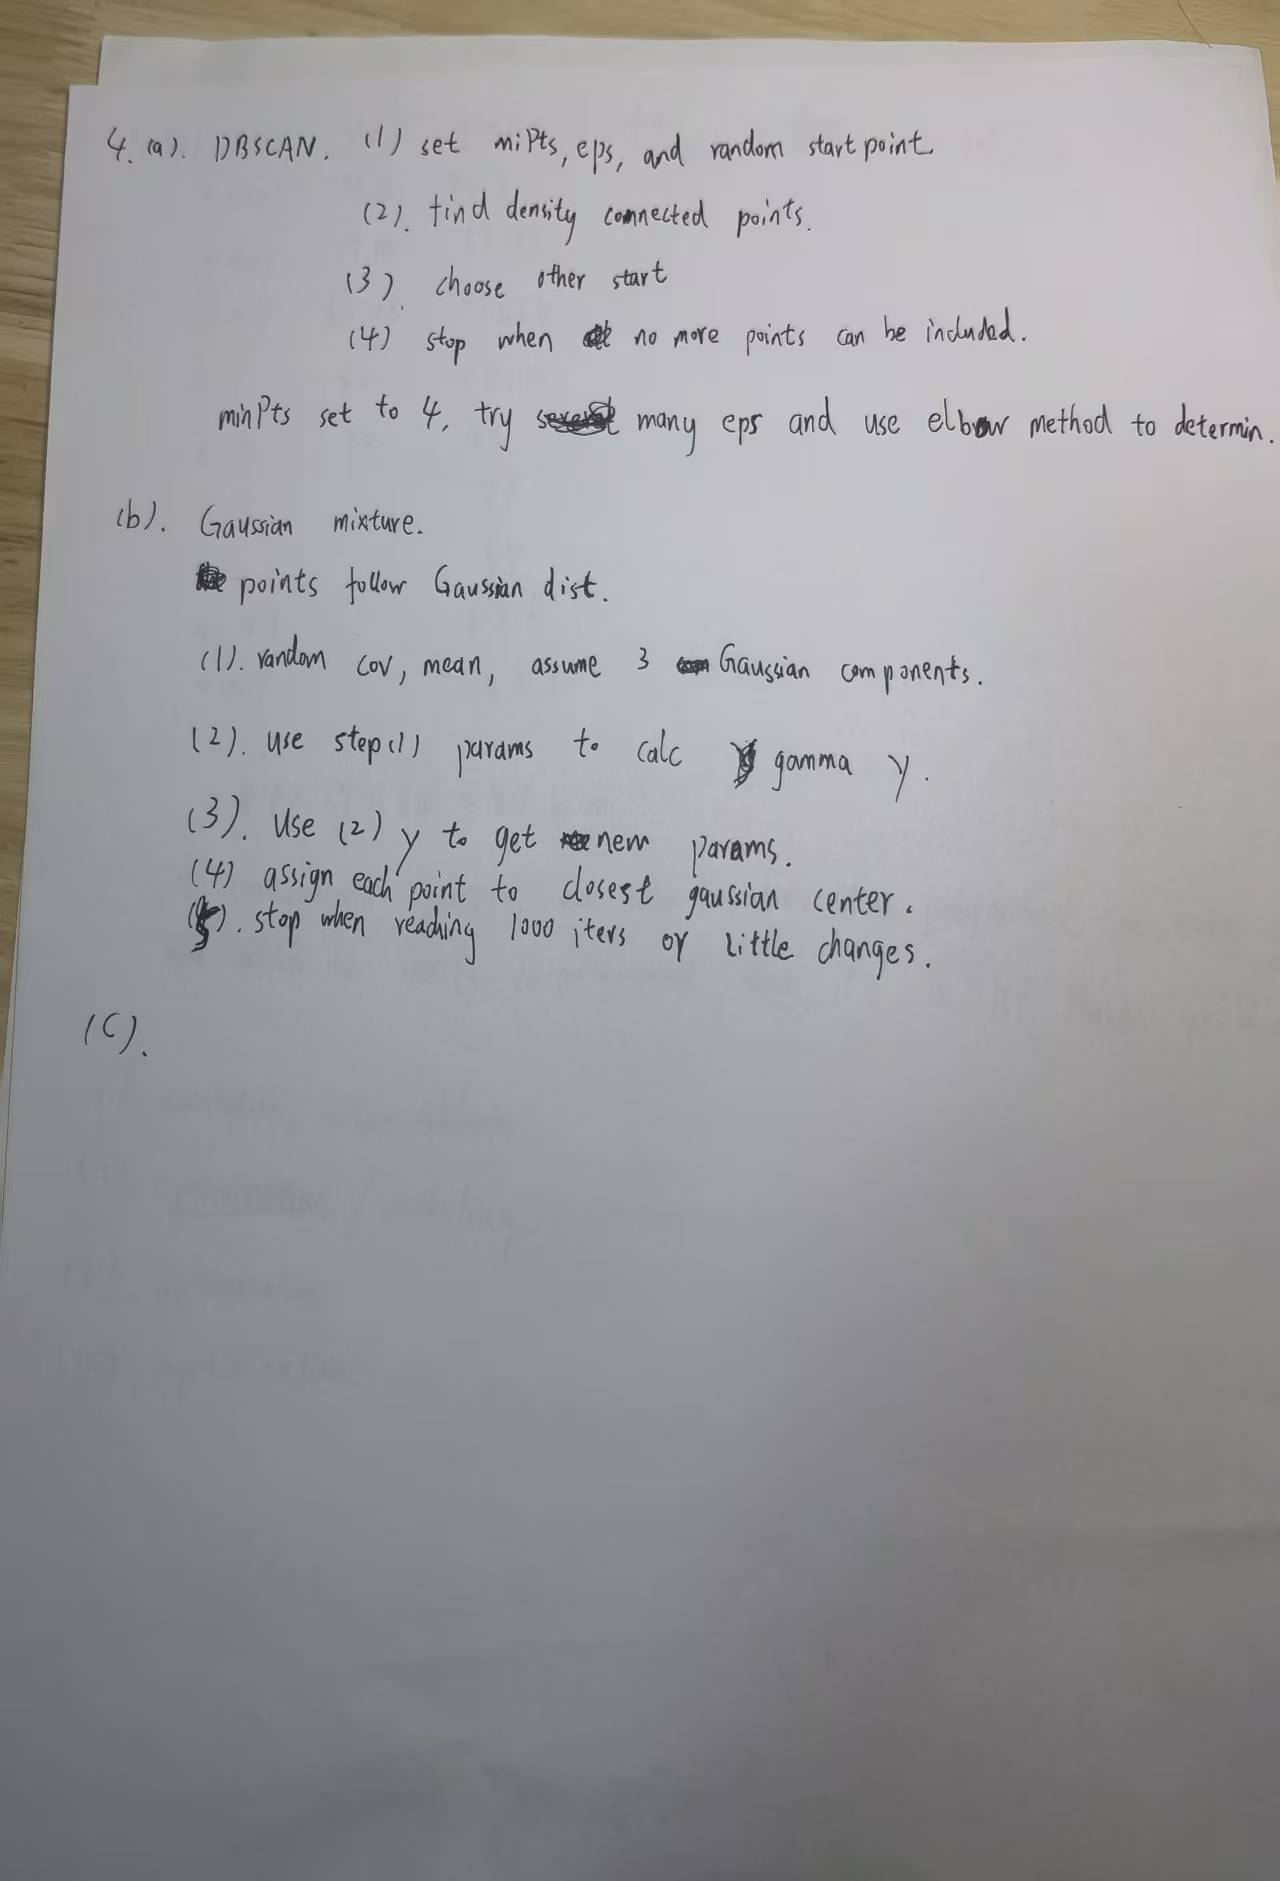 4. (a). DBSCAN. (1) set miPts, eps, and random start point
(2). find density connected points.
(3). choose other start
(4) stop when no more points can be included.
minPts set to 4, try many eps and use elbow method to determin.
(b). Gaussian mixture.
points follow Gaussian dist.
(1). random cov, mean, assume 3 Gaussian components.
(2). use step(1) params to calc gamma γ.
(3). Use (2) γ to get new params.
(4) assign each point to closest gaussian center.
(5). stop when reaching 1000 iters or little changes.
(C).